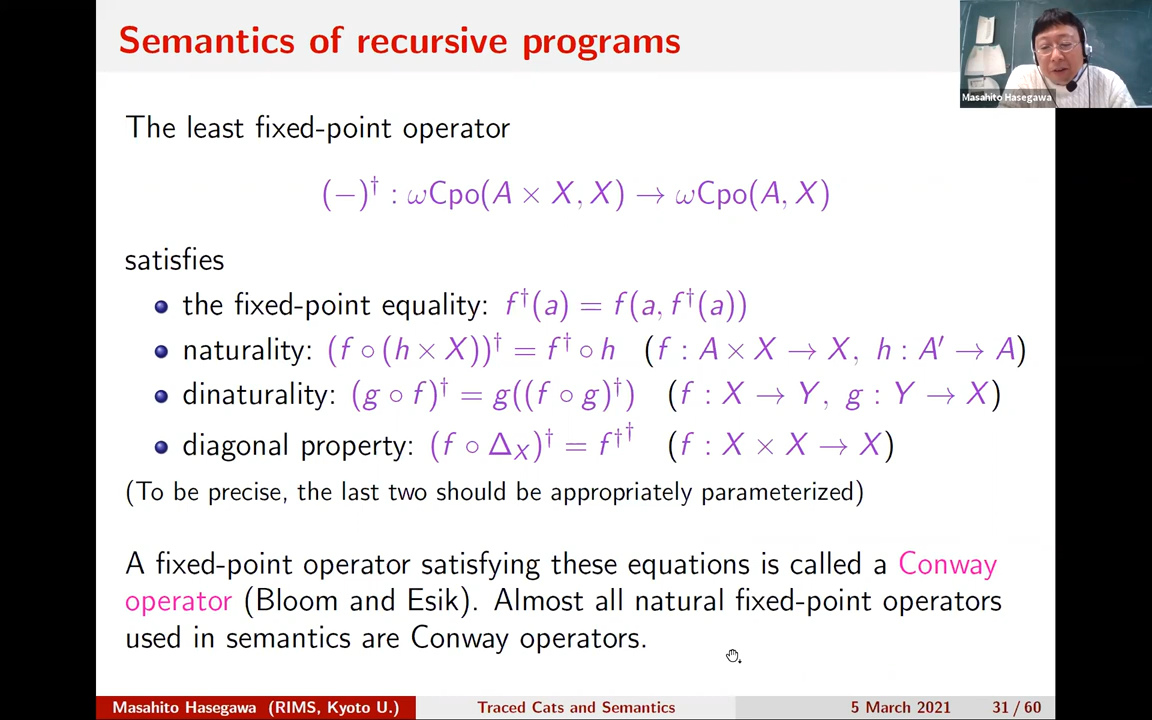 Semantics of recursive programs
Masahito Hasegawa
The least fixed-point operator
(−)† : ωCpo(A × X, X) → ωCpo(A, X)
satisfies
the fixed-point equality: f†(a) = f(a, f†(a))
naturality: (f ∘ (h × X))† = f† ∘ h (f : A × X → X, h : A′ → A)
dinaturality: (g ∘ f)† = g((f ∘ g)†) (f : X → Y, g : Y → X)
diagonal property: (f ∘ Δ_X)† = f†† (f : X × X → X)
(To be precise, the last two should be appropriately parameterized)
A fixed-point operator satisfying these equations is called a Conway
operator (Bloom and Esik). Almost all natural fixed-point operators
used in semantics are Conway operators.
Masahito Hasegawa (RIMS, Kyoto U.) Traced Cats and Semantics 5 March 2021 31 / 60